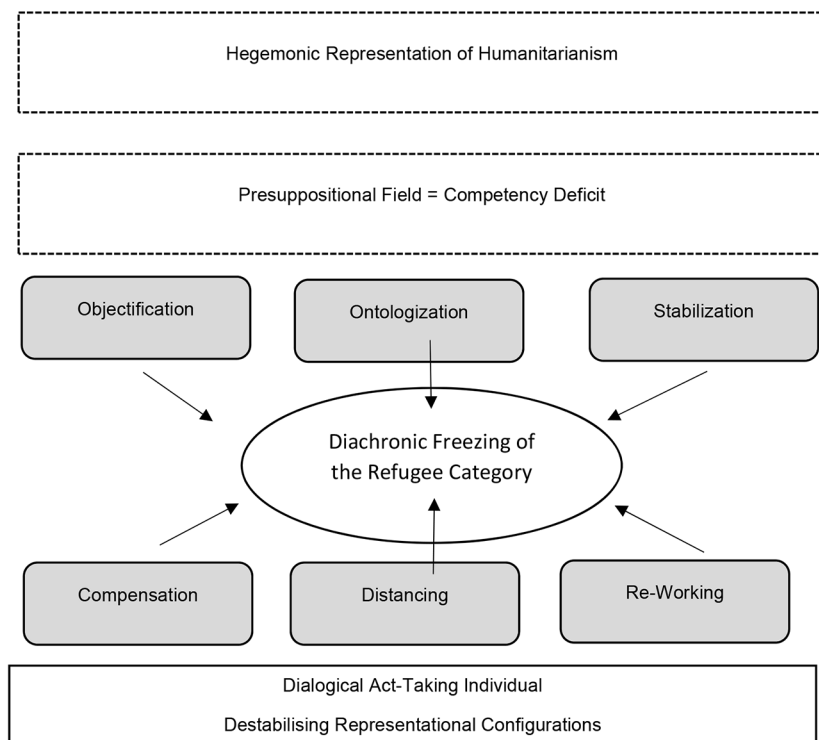 Hegemonic Representation of Humanitarianism
Presuppositional Field = Competency Deficit
Objectification
Ontologization
Stabilization
Diachronic Freezing of
the Refugee Category
Compensation
Distancing
Re-Working
Dialogical Act-Taking Individual
Destabilising Representational Configurations